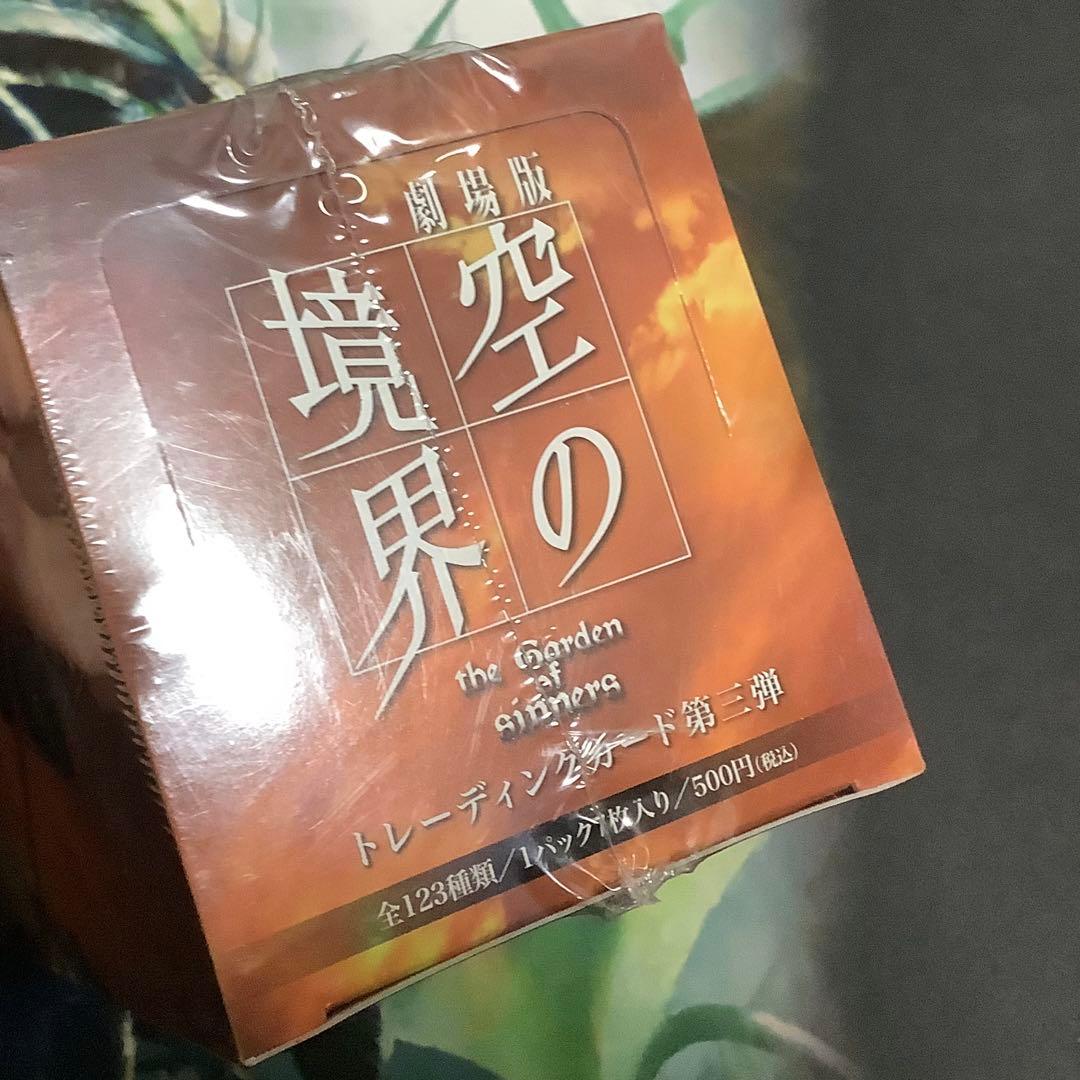 劇場版
空の
境界
the Garden
of
sinners
トレーディングカード第三弾
全123種類/1パック7枚入り/500円(税込)